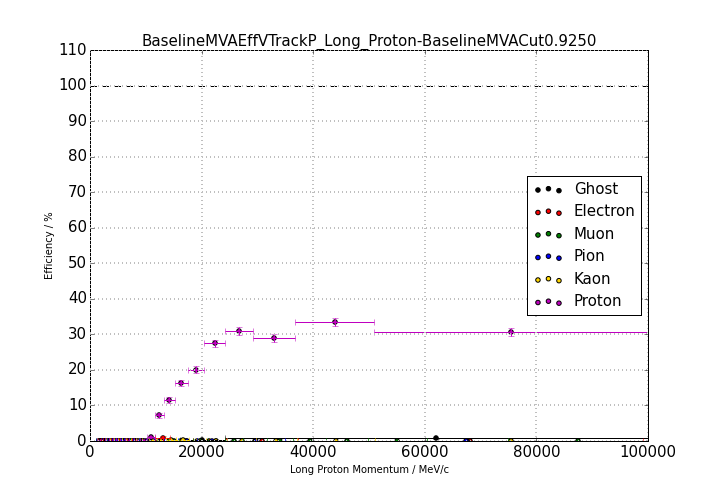 BaselineMVAEffVTrackP_Long_Proton-BaselineMVACut0.9250
110
100
90
80
70
60
50
40
30
20
10
0
Efficiency / %
Ghost
Electron
Muon
Pion
Kaon
Proton
0 20000 40000 60000 80000 100000
Long Proton Momentum / MeV/c